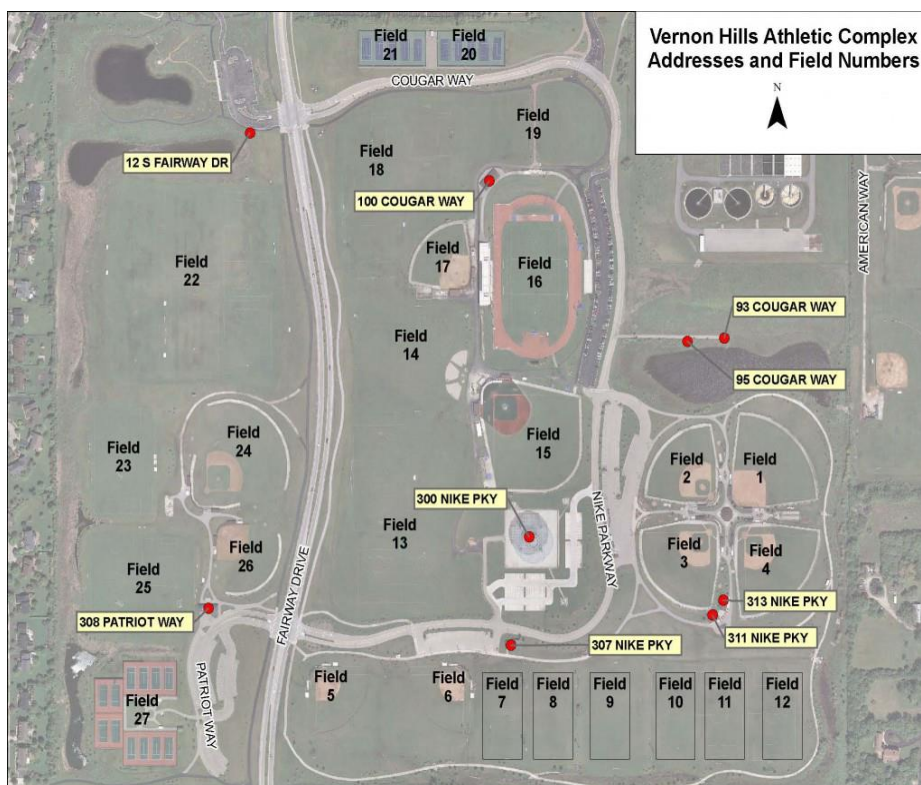 Vernon Hills Athletic Complex
Addresses and Field Numbers
N
Field
21
Field
20
COUGAR WAY
Field
19
12 S FAIRWAY DR
Field
18
100 COUGAR WAY
AMERICAN WAY
Field
17
Field
16
Field
22
93 COUGAR WAY
Field
14
95 COUGAR WAY
Field
24
Field
23
Field
15
Field
2
Field
1
300 NIKE PKY
NIKE PARKWAY
Field
13
Field
26
Field
25
Field
3
Field
4
FAIRWAY DRIVE
308 PATRIOT WAY
313 NIKE PKY
311 NIKE PKY
307 NIKE PKY
PATRIOT WAY
Field
27
Field
5
Field
6
Field
7
Field
8
Field
9
Field
10
Field
11
Field
12